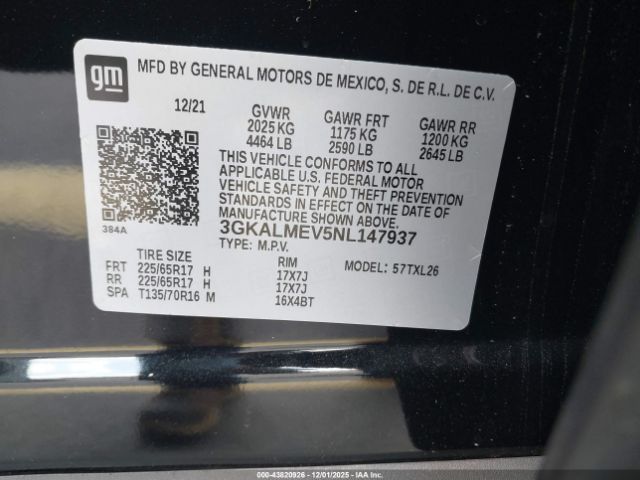 gm
MFD BY GENERAL MOTORS DE MEXICO, S. DE R.L. DE C.V.
12/21 GVWR GAWR FRT GAWR RR
2025 KG 1175 KG 1200 KG
4464 LB 2590 LB 2645 LB
THIS VEHICLE CONFORMS TO ALL
APPLICABLE U.S. FEDERAL MOTOR
VEHICLE SAFETY AND THEFT PREVENTION
STANDARDS IN EFFECT ON THE DATE OF
MANUFACTURE SHOWN ABOVE.
384A
3GKALMEV5NL147937
TYPE: M.P.V.
TIRE SIZE RIM MODEL: 57TXL26
FRT 225/65R17 H 17X7J
RR 225/65R17 H 17X7J
SPA T135/70R16 M 16X4BT
000-43820926 - 12/01/2025 - IAAI.com